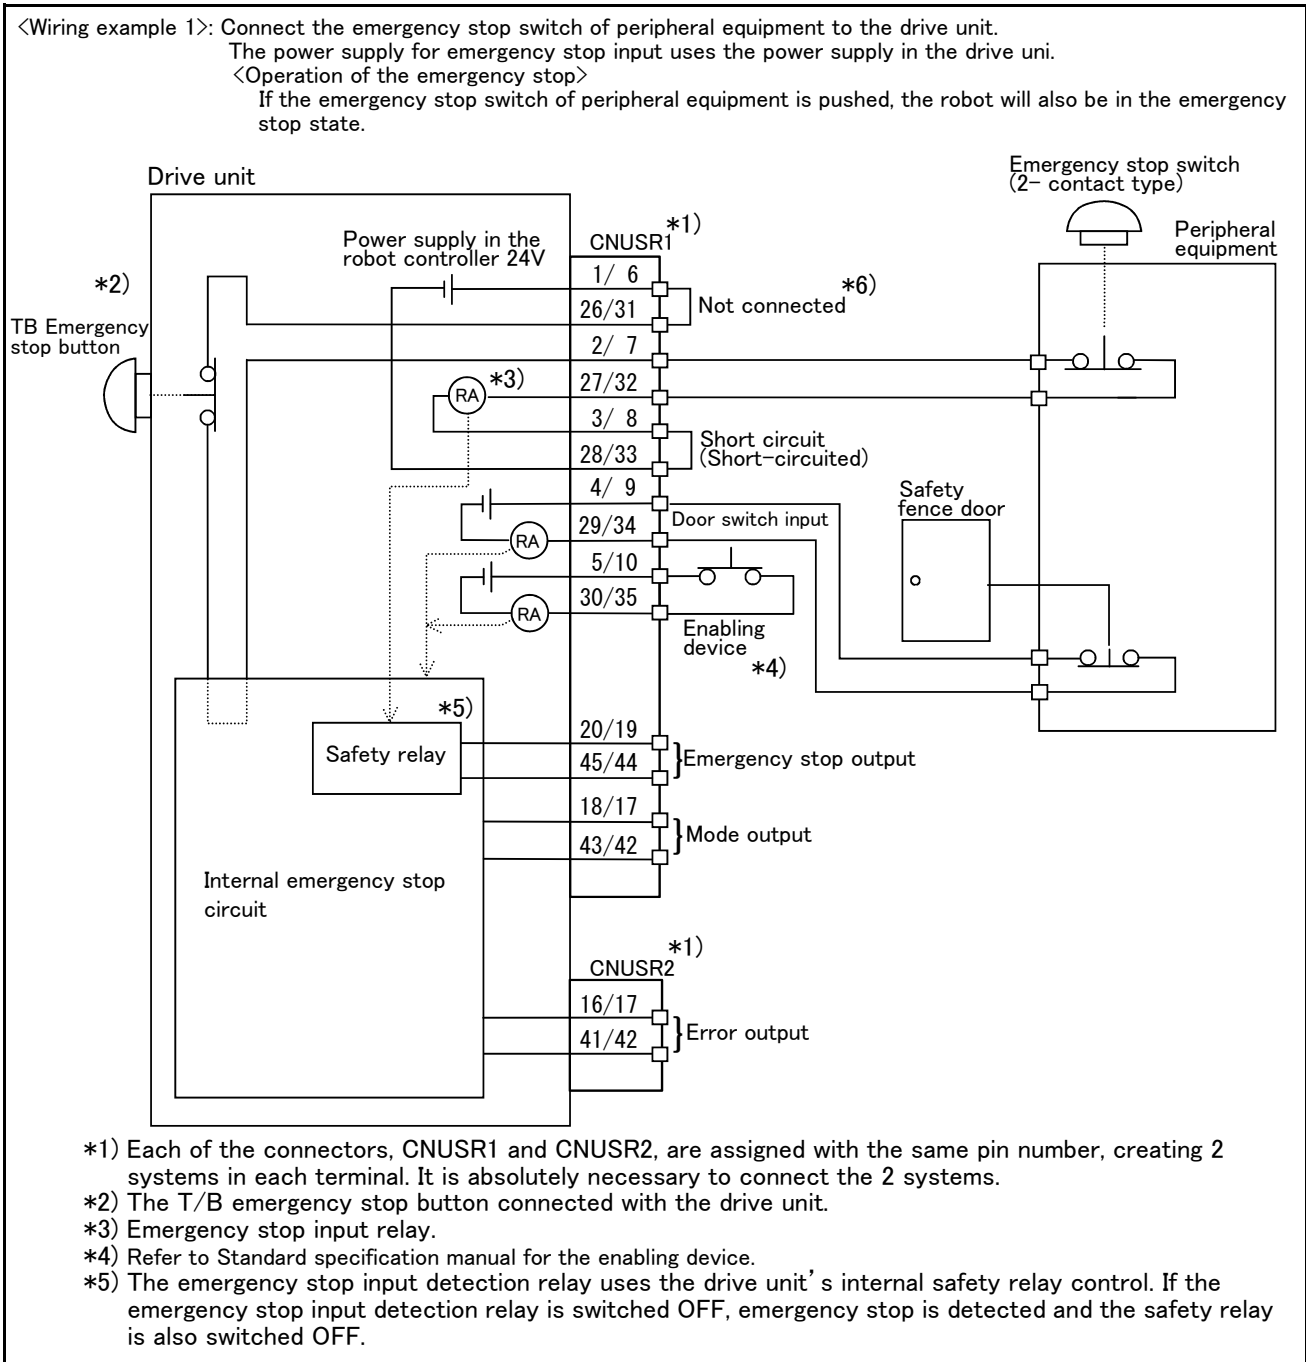 <Wiring example 1>: Connect the emergency stop switch of peripheral equipment to the drive unit.
The power supply for emergency stop input uses the power supply in the drive uni.
<Operation of the emergency stop>
If the emergency stop switch of peripheral equipment is pushed, the robot will also be in the emergency
stop state.
Emergency stop switch
(2- contact type)
Drive unit
Peripheral
equipment
*1)
CNUSR1
Power supply in the
robot controller 24V
1/ 6
*2)
*6)
Not connected
26/31
TB Emergency
stop button
2/ 7
*3)
RA
27/32
3/ 8
Short circuit
(Short-circuited)
28/33
4/ 9
Safety
fence door
Door switch input
29/34
RA
5/10
30/35
RA
Enabling
device
*4)
*5)
Safety relay
20/19
45/44
Emergency stop output
18/17
43/42
Mode output
Internal emergency stop
circuit
*1)
CNUSR2
16/17
41/42
Error output
*1) Each of the connectors, CNUSR1 and CNUSR2, are assigned with the same pin number, creating 2
systems in each terminal. It is absolutely necessary to connect the 2 systems.
*2) The T/B emergency stop button connected with the drive unit.
*3) Emergency stop input relay.
*4) Refer to Standard specification manual for the enabling device.
*5) The emergency stop input detection relay uses the drive unit's internal safety relay control. If the
emergency stop input detection relay is switched OFF, emergency stop is detected and the safety relay
is also switched OFF.